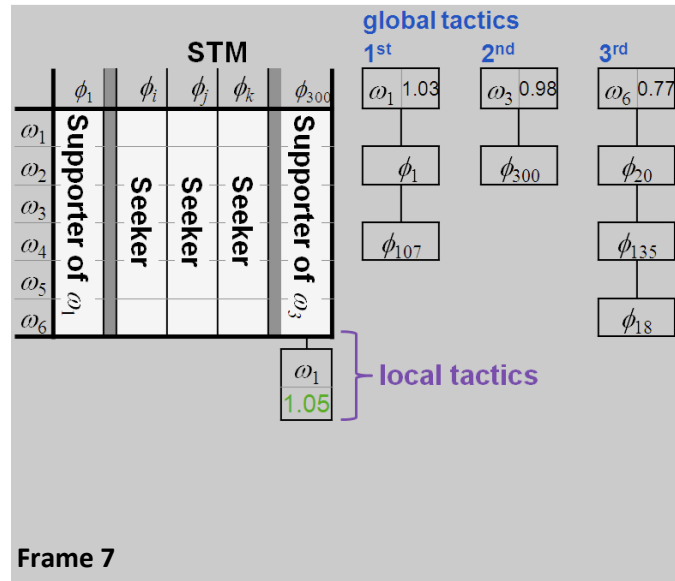 global tactics
STM
1st 2nd 3rd
ϕ1 ϕi ϕj ϕk ϕ300
ω1 1.03 ω3 0.98 ω6 0.77
ω1
ω2
ω3
ω4
ω5
ω6
Supporter of ω1
Seeker
Seeker
Seeker
Supporter of ω3
ϕ1
ϕ107
ϕ300
ϕ20
ϕ135
ϕ18
ω1
1.05
local tactics
Frame 7